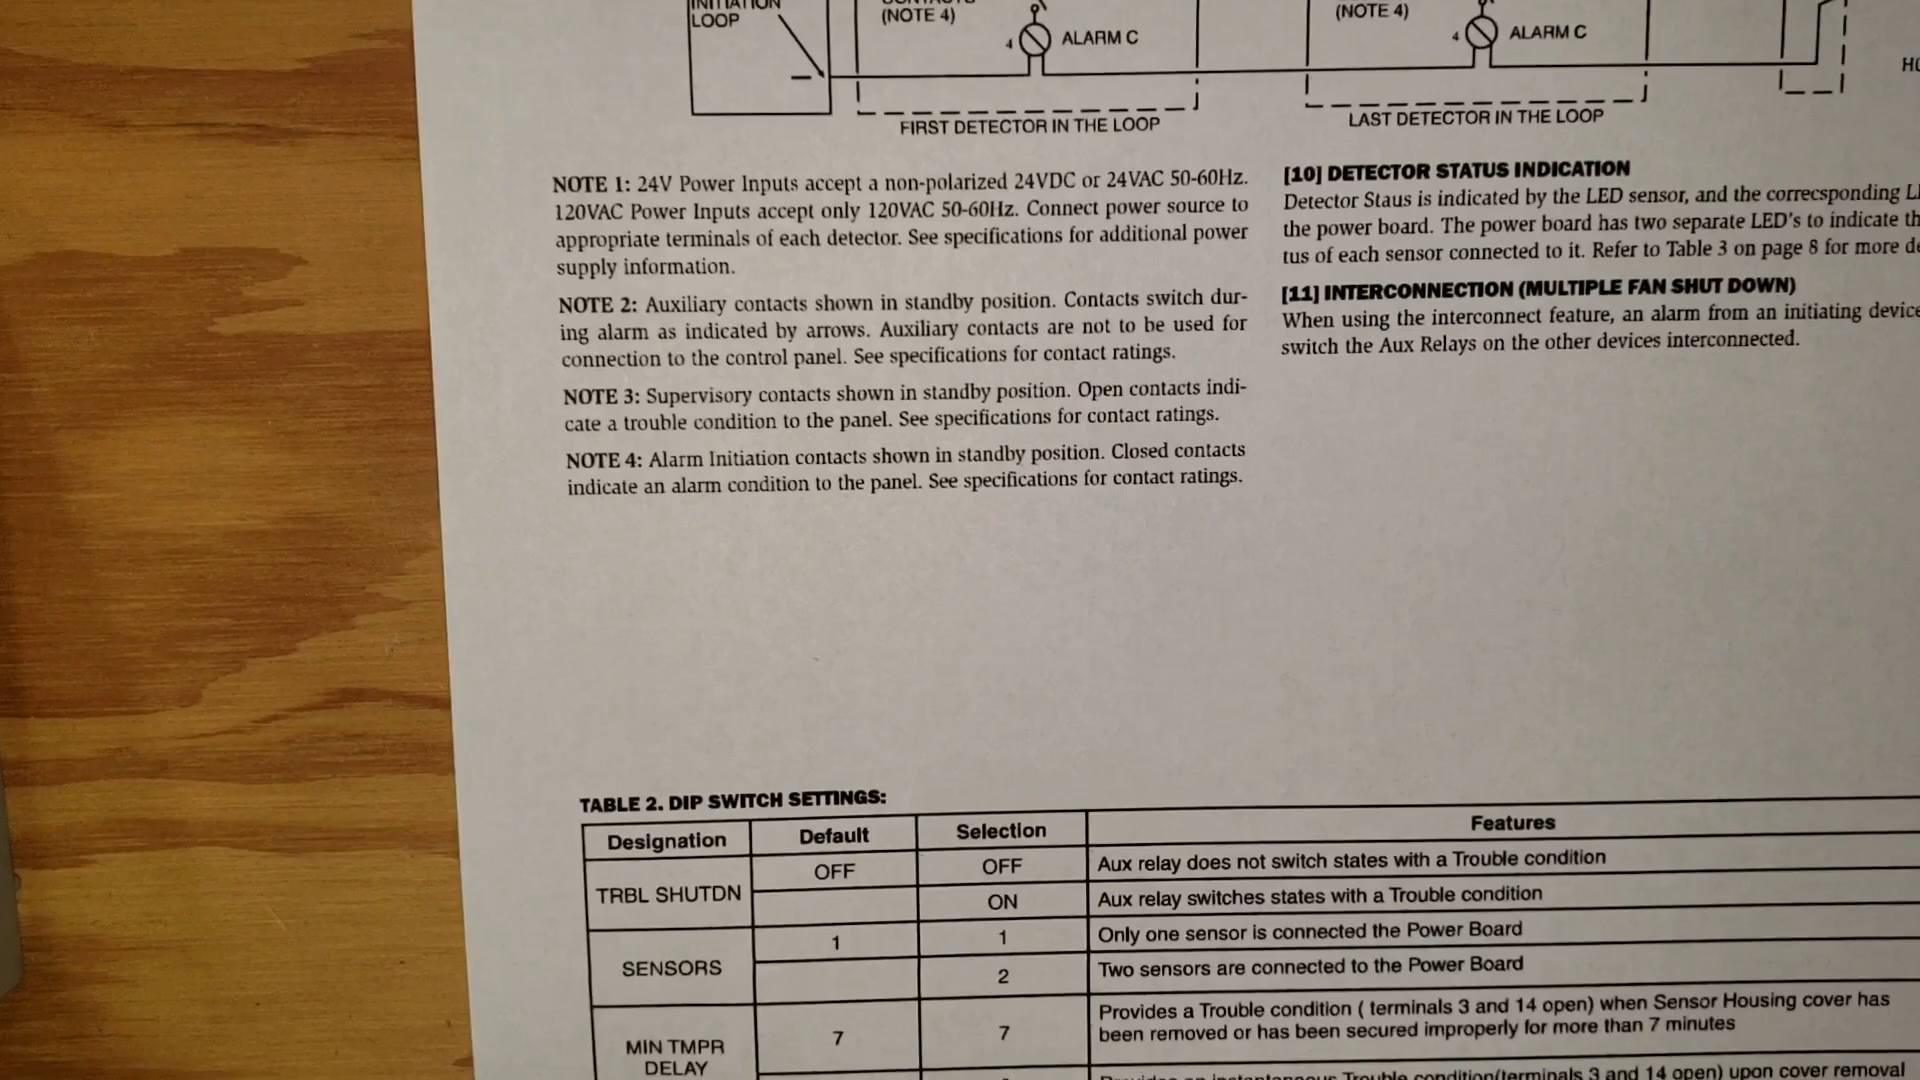 LOOP
(NOTE 4)
4
ALARM C
FIRST DETECTOR IN THE LOOP
(NOTE 4)
4
ALARM C
LAST DETECTOR IN THE LOOP
NOTE 1: 24V Power Inputs accept a non-polarized 24VDC or 24VAC 50-60Hz.
120VAC Power Inputs accept only 120VAC 50-60Hz. Connect power source to
appropriate terminals of each detector. See specifications for additional power
supply information.
NOTE 2: Auxiliary contacts shown in standby position. Contacts switch dur-
ing alarm as indicated by arrows. Auxiliary contacts are not to be used for
connection to the control panel. See specifications for contact ratings.
NOTE 3: Supervisory contacts shown in standby position. Open contacts indi-
cate a trouble condition to the panel. See specifications for contact ratings.
NOTE 4: Alarm Initiation contacts shown in standby position. Closed contacts
indicate an alarm condition to the panel. See specifications for contact ratings.
[10] DETECTOR STATUS INDICATION
Detector Staus is indicated by the LED sensor, and the correcsponding
the power board. The power board has two separate LED's to indicate
tus of each sensor connected to it. Refer to Table 3 on page 8 for more
[11] INTERCONNECTION (MULTIPLE FAN SHUT DOWN)
When using the interconnect feature, an alarm from an initiating device
switch the Aux Relays on the other devices interconnected.
TABLE 2. DIP SWITCH SETTINGS:
Designation Default Selection Features
TRBL SHUTDN OFF OFF Aux relay does not switch states with a Trouble condition
ON Aux relay switches states with a Trouble condition
SENSORS 1 1 Only one sensor is connected the Power Board
2 Two sensors are connected to the Power Board
MIN TMPR DELAY 7 7 Provides a Trouble condition ( terminals 3 and 14 open) when Sensor Housing cover has
been removed or has been secured improperly for more than 7 minutes
Trouble condition(terminals 3 and 14 open) upon cover removal